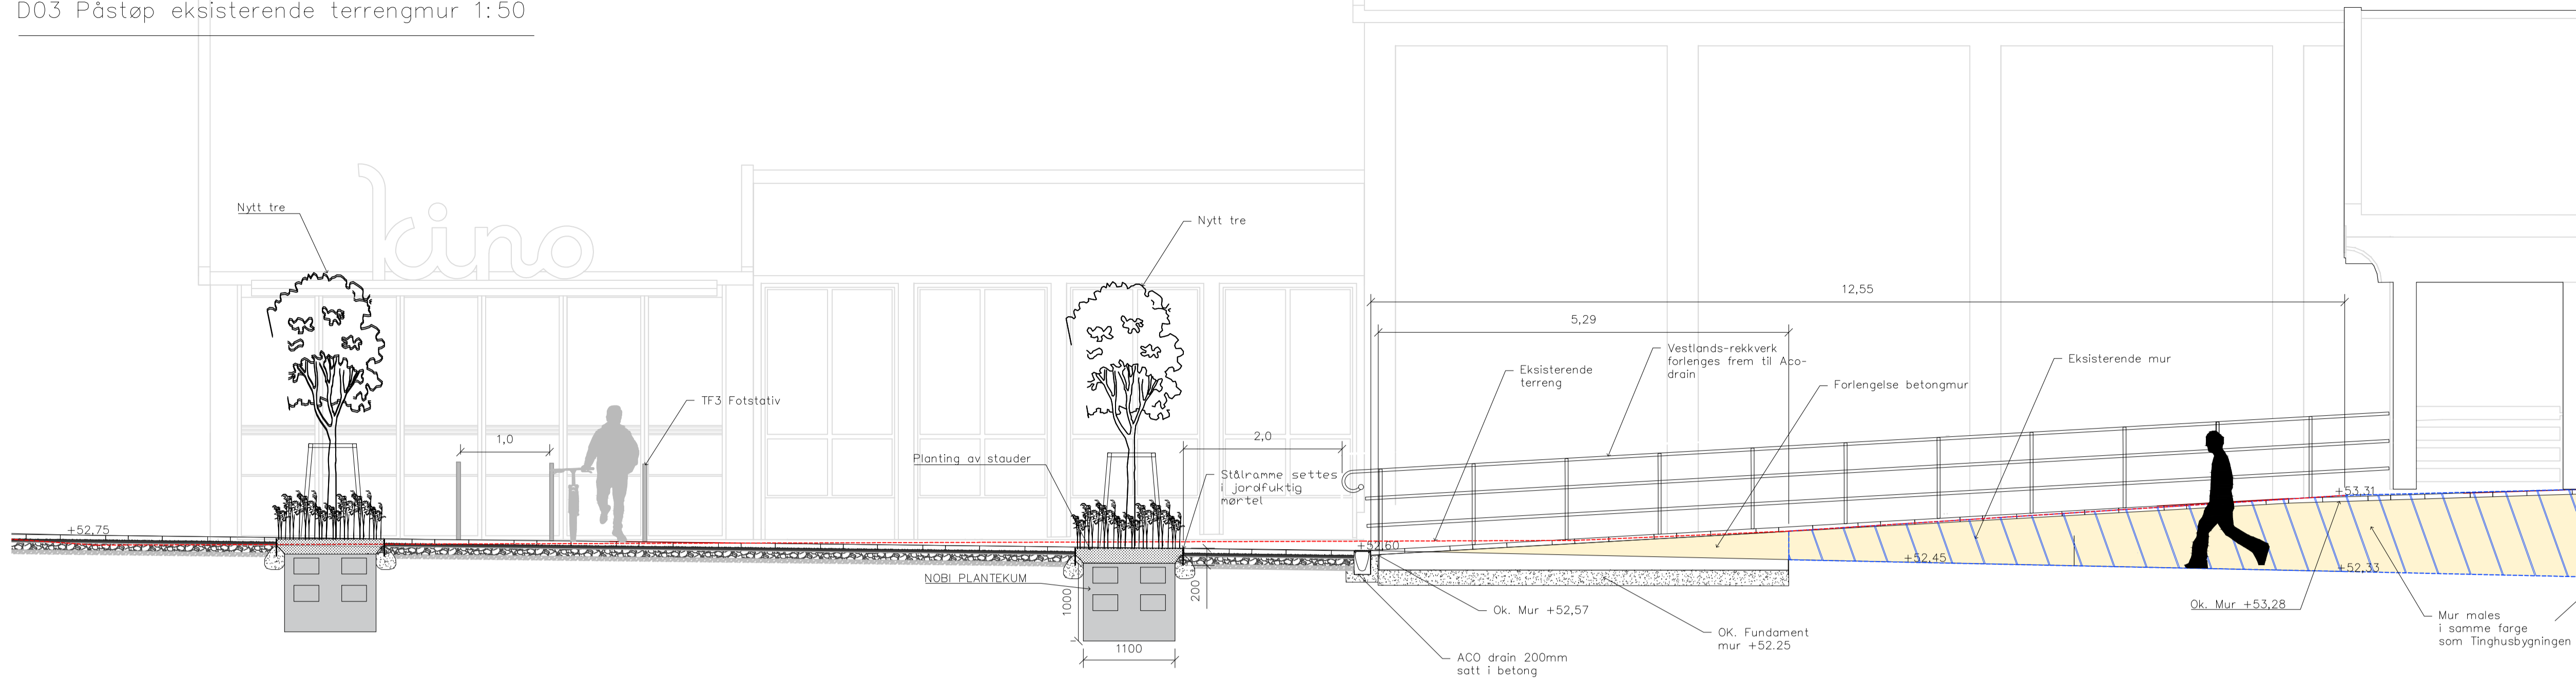 D03 Påstøp eksisterende terrengmur 1:50
Nytt tre
kino
Nytt tre
12,55
5,29
Vestlands-rekkverk
forlenges frem til Aco-
drain
Eksisterende mur
Eksisterende
terreng
Forlengelse betongmur
TF3 Fotstativ
1,0
2,0
Planting av stauder
Stålramme settes
i jordfuktig
mørtel
+53,31
+52,75
+52,60
+52,45
+52,33
NOBI PLANTEKUM
1000
200
1100
Ok. Mur +52,57
Ok. Mur +53,28
OK. Fundament
mur +52.25
Mur males
i samme farge
som Tinghusbygningen
ACO drain 200mm
satt i betong